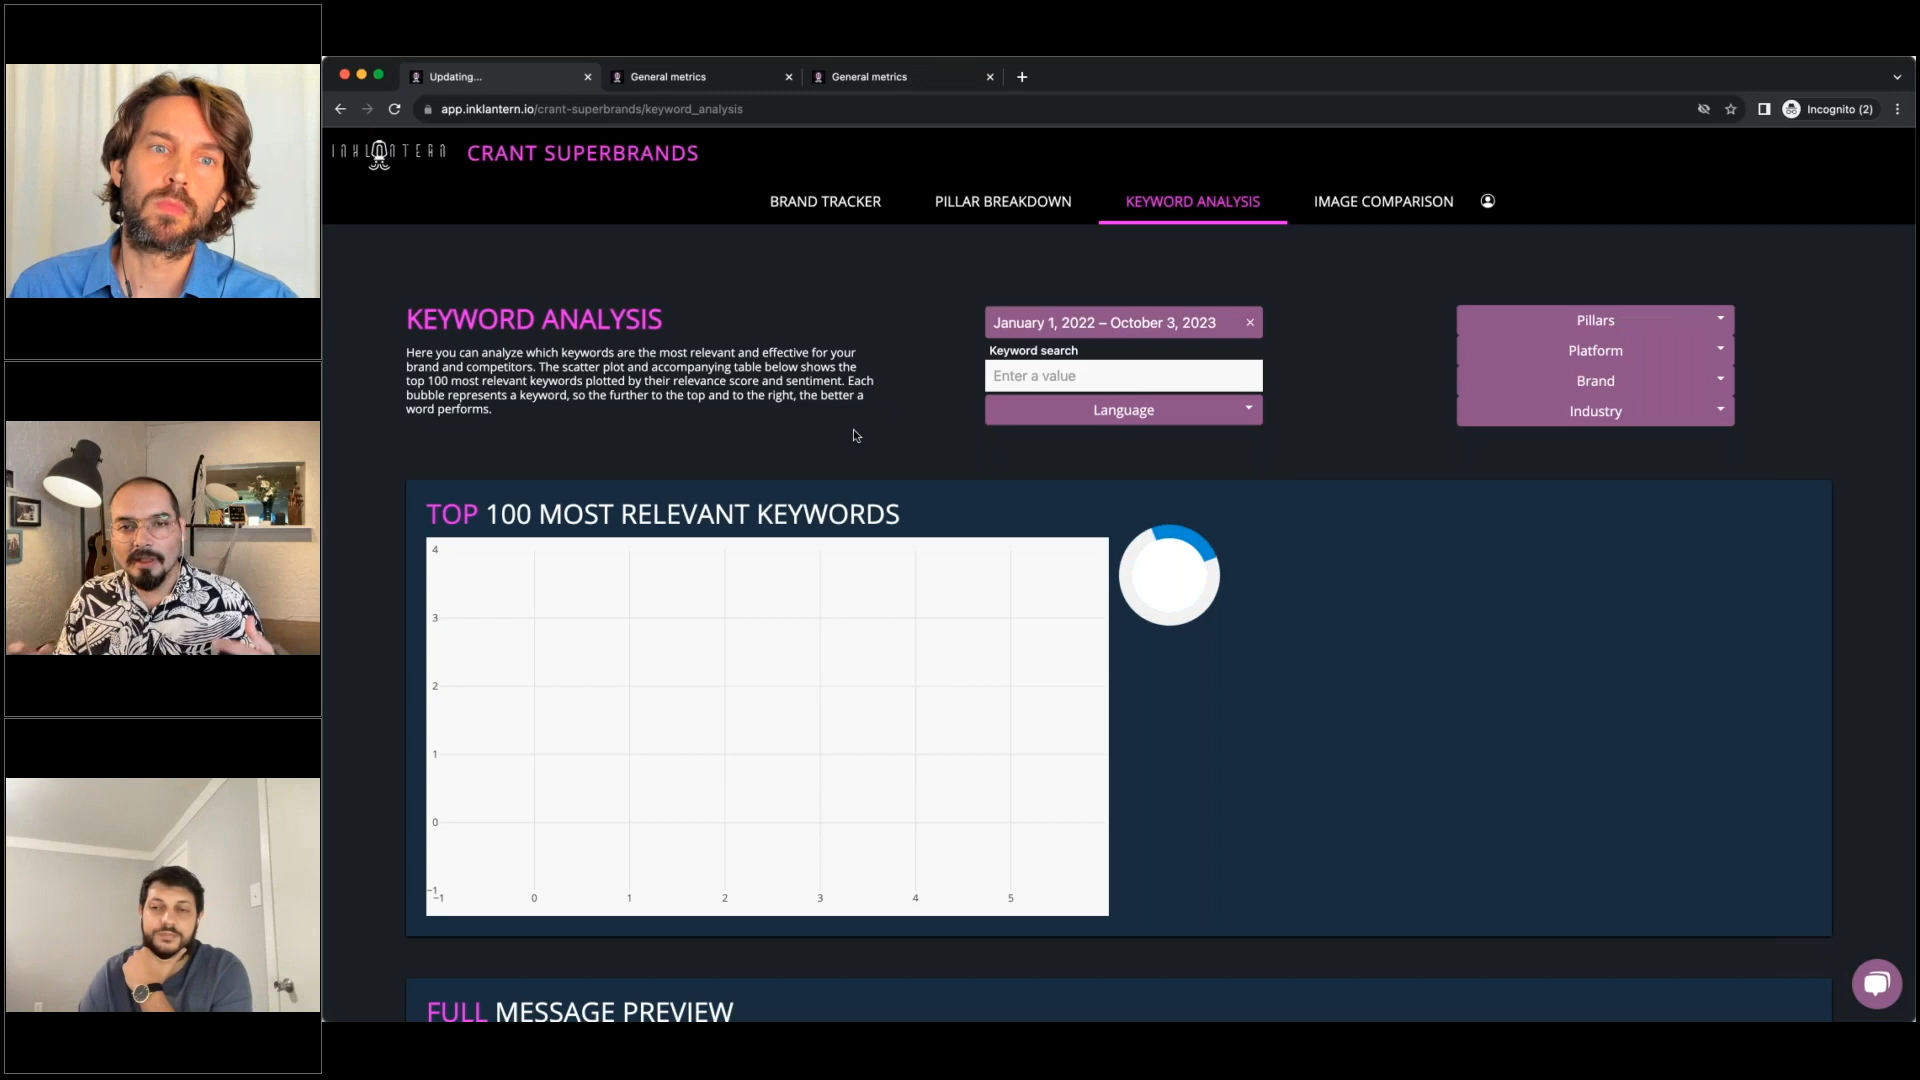 Updating...
General metrics
General metrics
app.inklantern.io/crant-superbrands/keyword_analysis
Incognito (2)
INKLANTERN
CRANT SUPERBRANDS
BRAND TRACKER
PILLAR BREAKDOWN
KEYWORD ANALYSIS
IMAGE COMPARISON
KEYWORD ANALYSIS
Here you can analyze which keywords are the most relevant and effective for your
brand and competitors. The scatter plot and accompanying table below shows the
top 100 most relevant keywords plotted by their relevance score and sentiment. Each
bubble represents a keyword, so the further to the top and to the right, the better a
word performs.
January 1, 2022 – October 3, 2023
Keyword search
Enter a value
Language
Pillars
Platform
Brand
Industry
TOP 100 MOST RELEVANT KEYWORDS
4
3
2
1
0
−1
−1 0 1 2 3 4 5
FULL MESSAGE PREVIEW